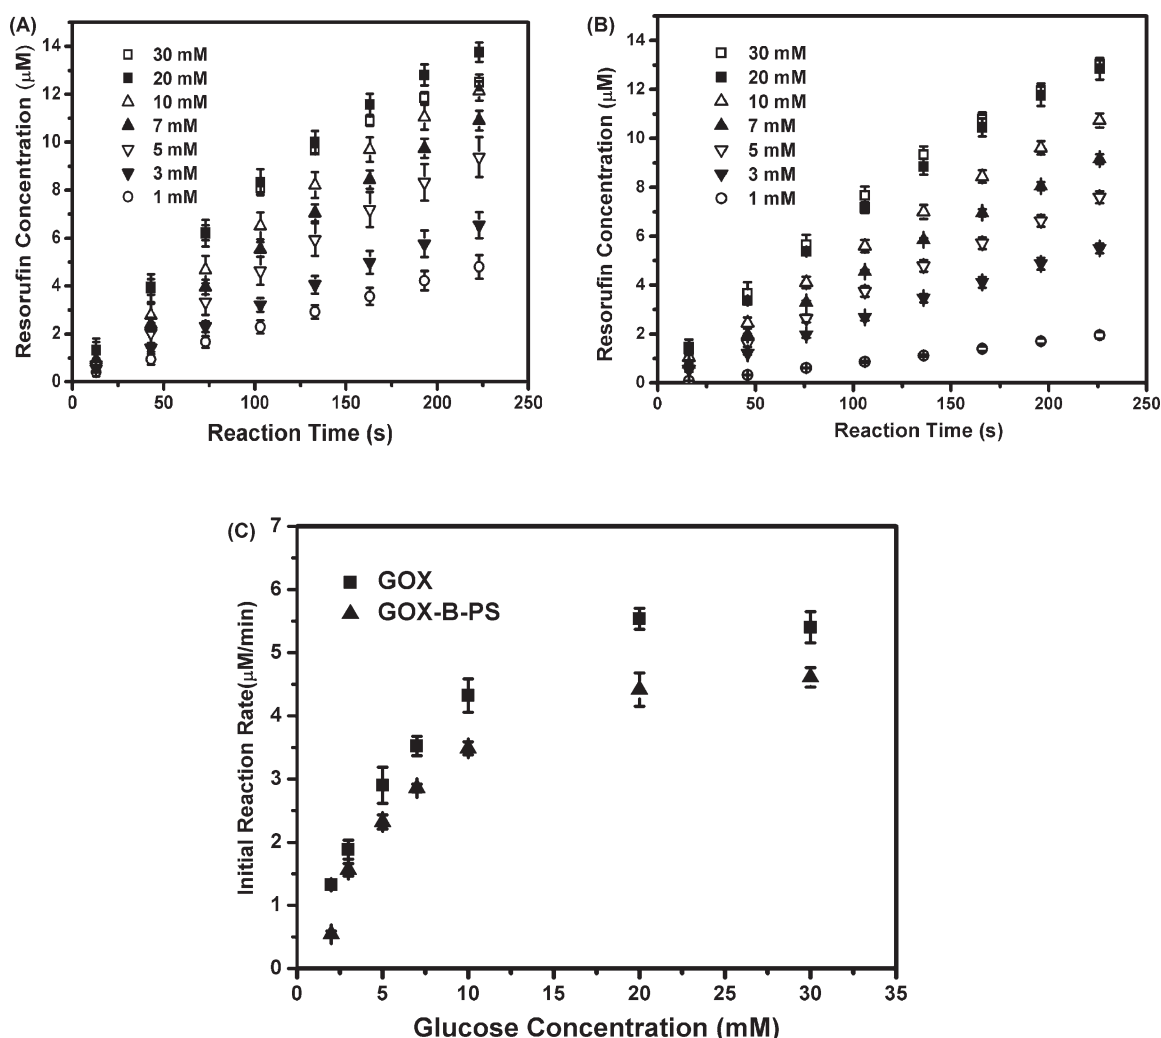 (A)
Resorufin Concentration (μM)
14
12
10
8
6
4
2
0
30 mM
20 mM
10 mM
7 mM
5 mM
3 mM
1 mM
0 50 100 150 200 250
Reaction Time (s)
(B)
Resorufin Concentration (μM)
14
12
10
8
6
4
2
0
30 mM
20 mM
10 mM
7 mM
5 mM
3 mM
1 mM
0 50 100 150 200 250
Reaction Time (s)
(C)
Initial Reaction Rate(μM/min)
7
6
5
4
3
2
1
0
GOX
GOX-B-PS
0 5 10 15 20 25 30 35
Glucose Concentration (mM)